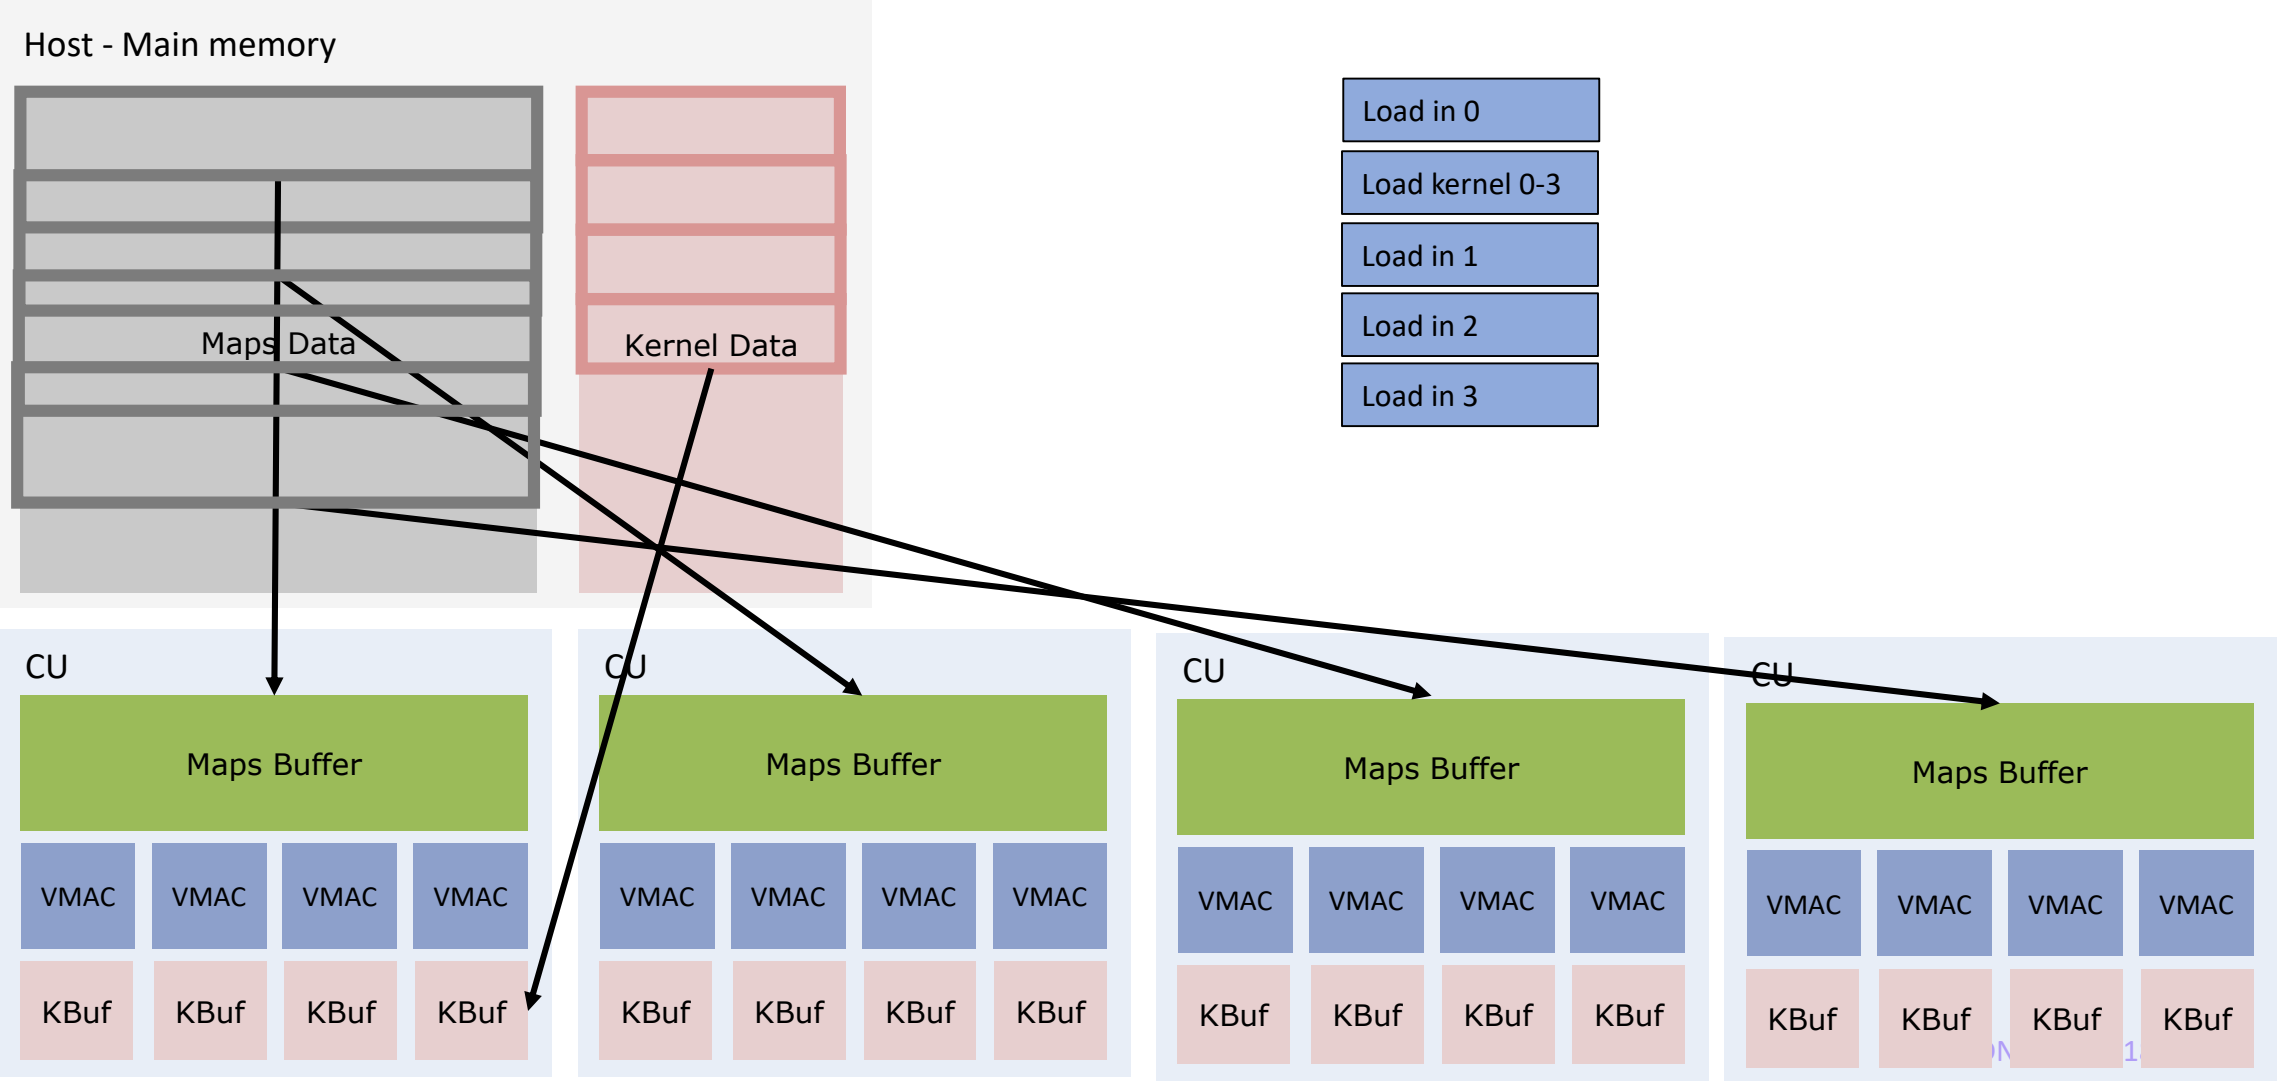 Host - Main memory
Load in 0
Load kernel 0-3
Load in 1
Load in 2
Load in 3
Maps Data
Kernel Data
CU
CU
CU
CU
Maps Buffer
Maps Buffer
Maps Buffer
Maps Buffer
VMAC VMAC VMAC VMAC
VMAC VMAC VMAC VMAC
VMAC VMAC VMAC VMAC
VMAC VMAC VMAC VMAC
KBuf KBuf KBuf KBuf
KBuf KBuf KBuf KBuf
KBuf KBuf KBuf KBuf
KBuf KBuf KBuf KBuf